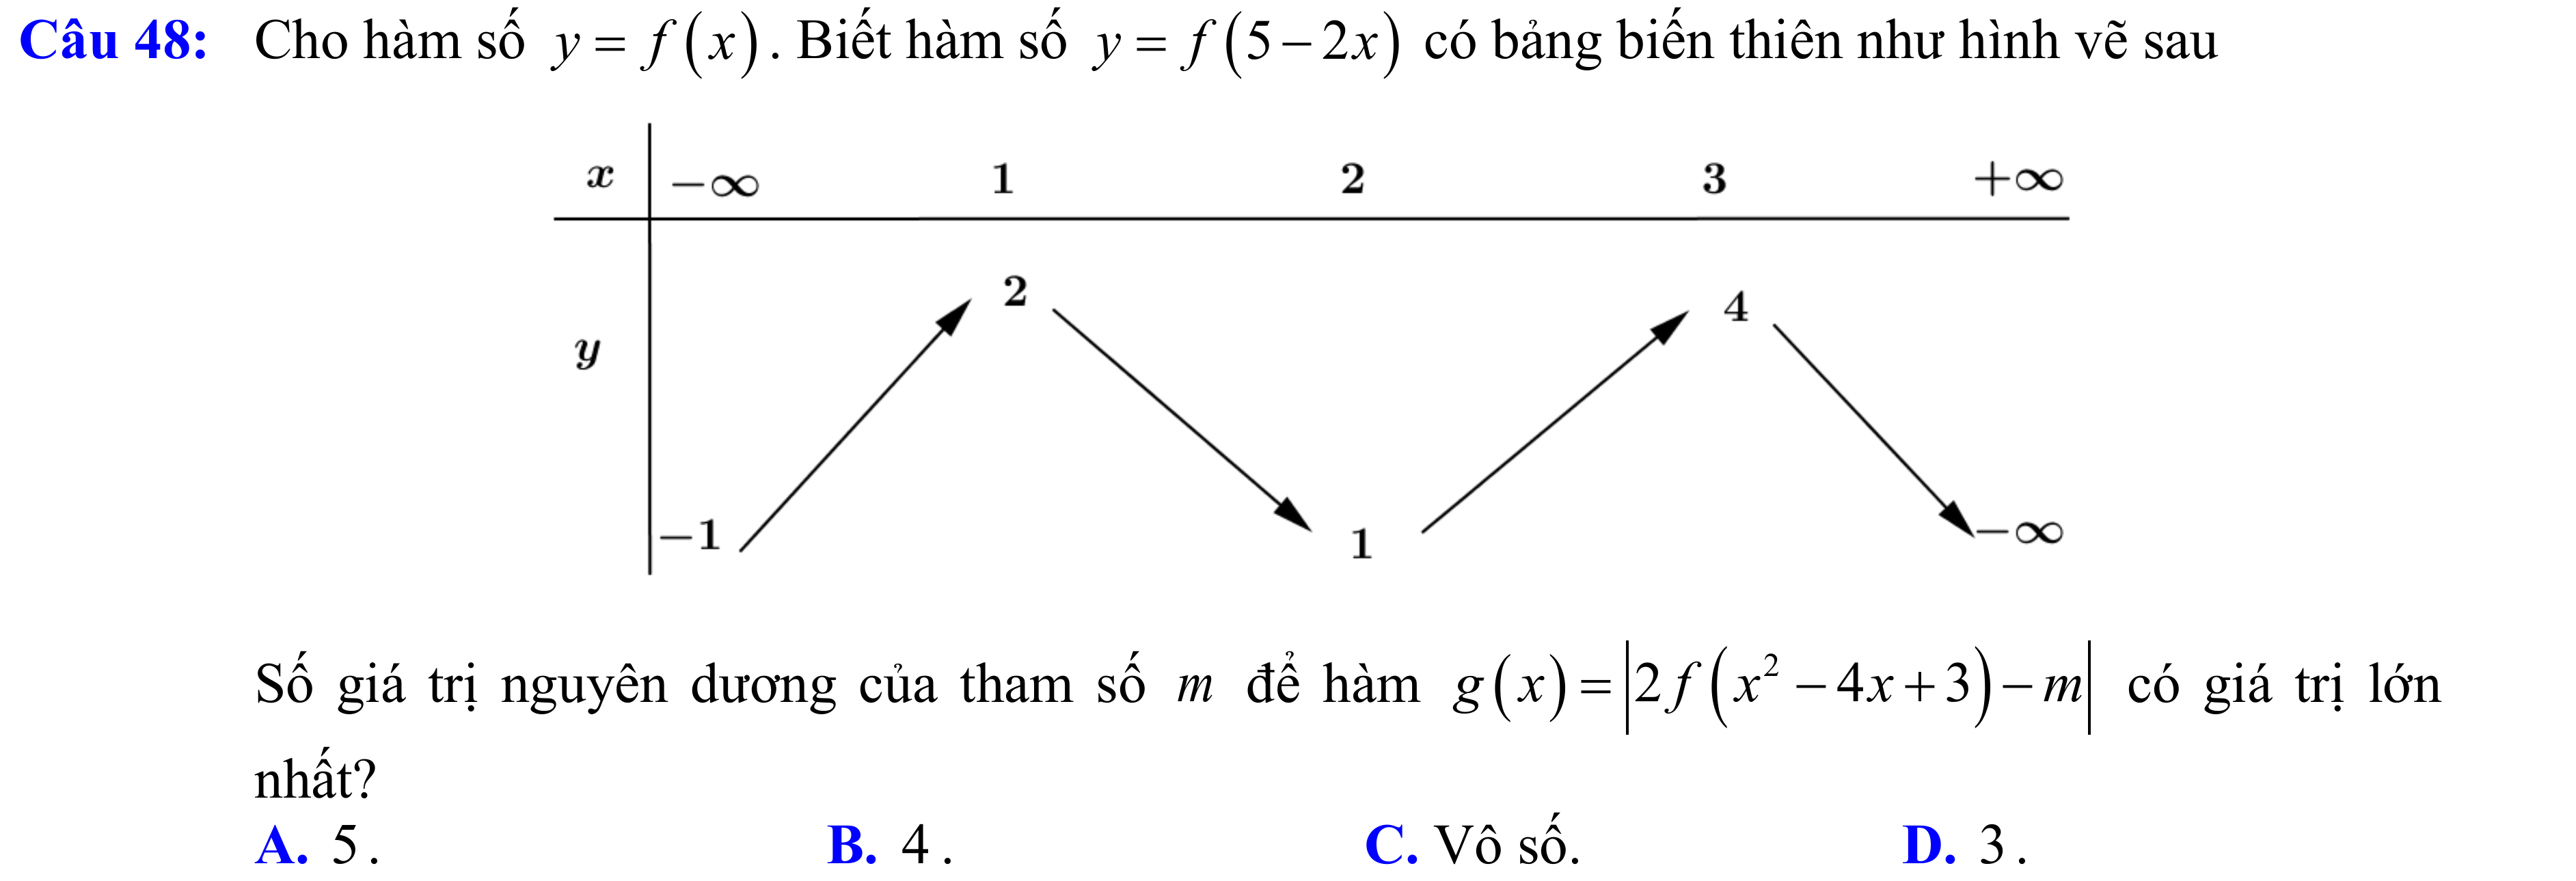 Câu 48: Cho hàm số y = f(x). Biết hàm số y = f(5 − 2x) có bảng biến thiên như hình vẽ sau
x −∞ 1 2 3 +∞
2 4
y
−1 1 −∞
Số giá trị nguyên dương của tham số m để hàm g(x) = |2f(x² − 4x + 3) − m| có giá trị lớn
nhất?
A. 5. B. 4. C. Vô số. D. 3.